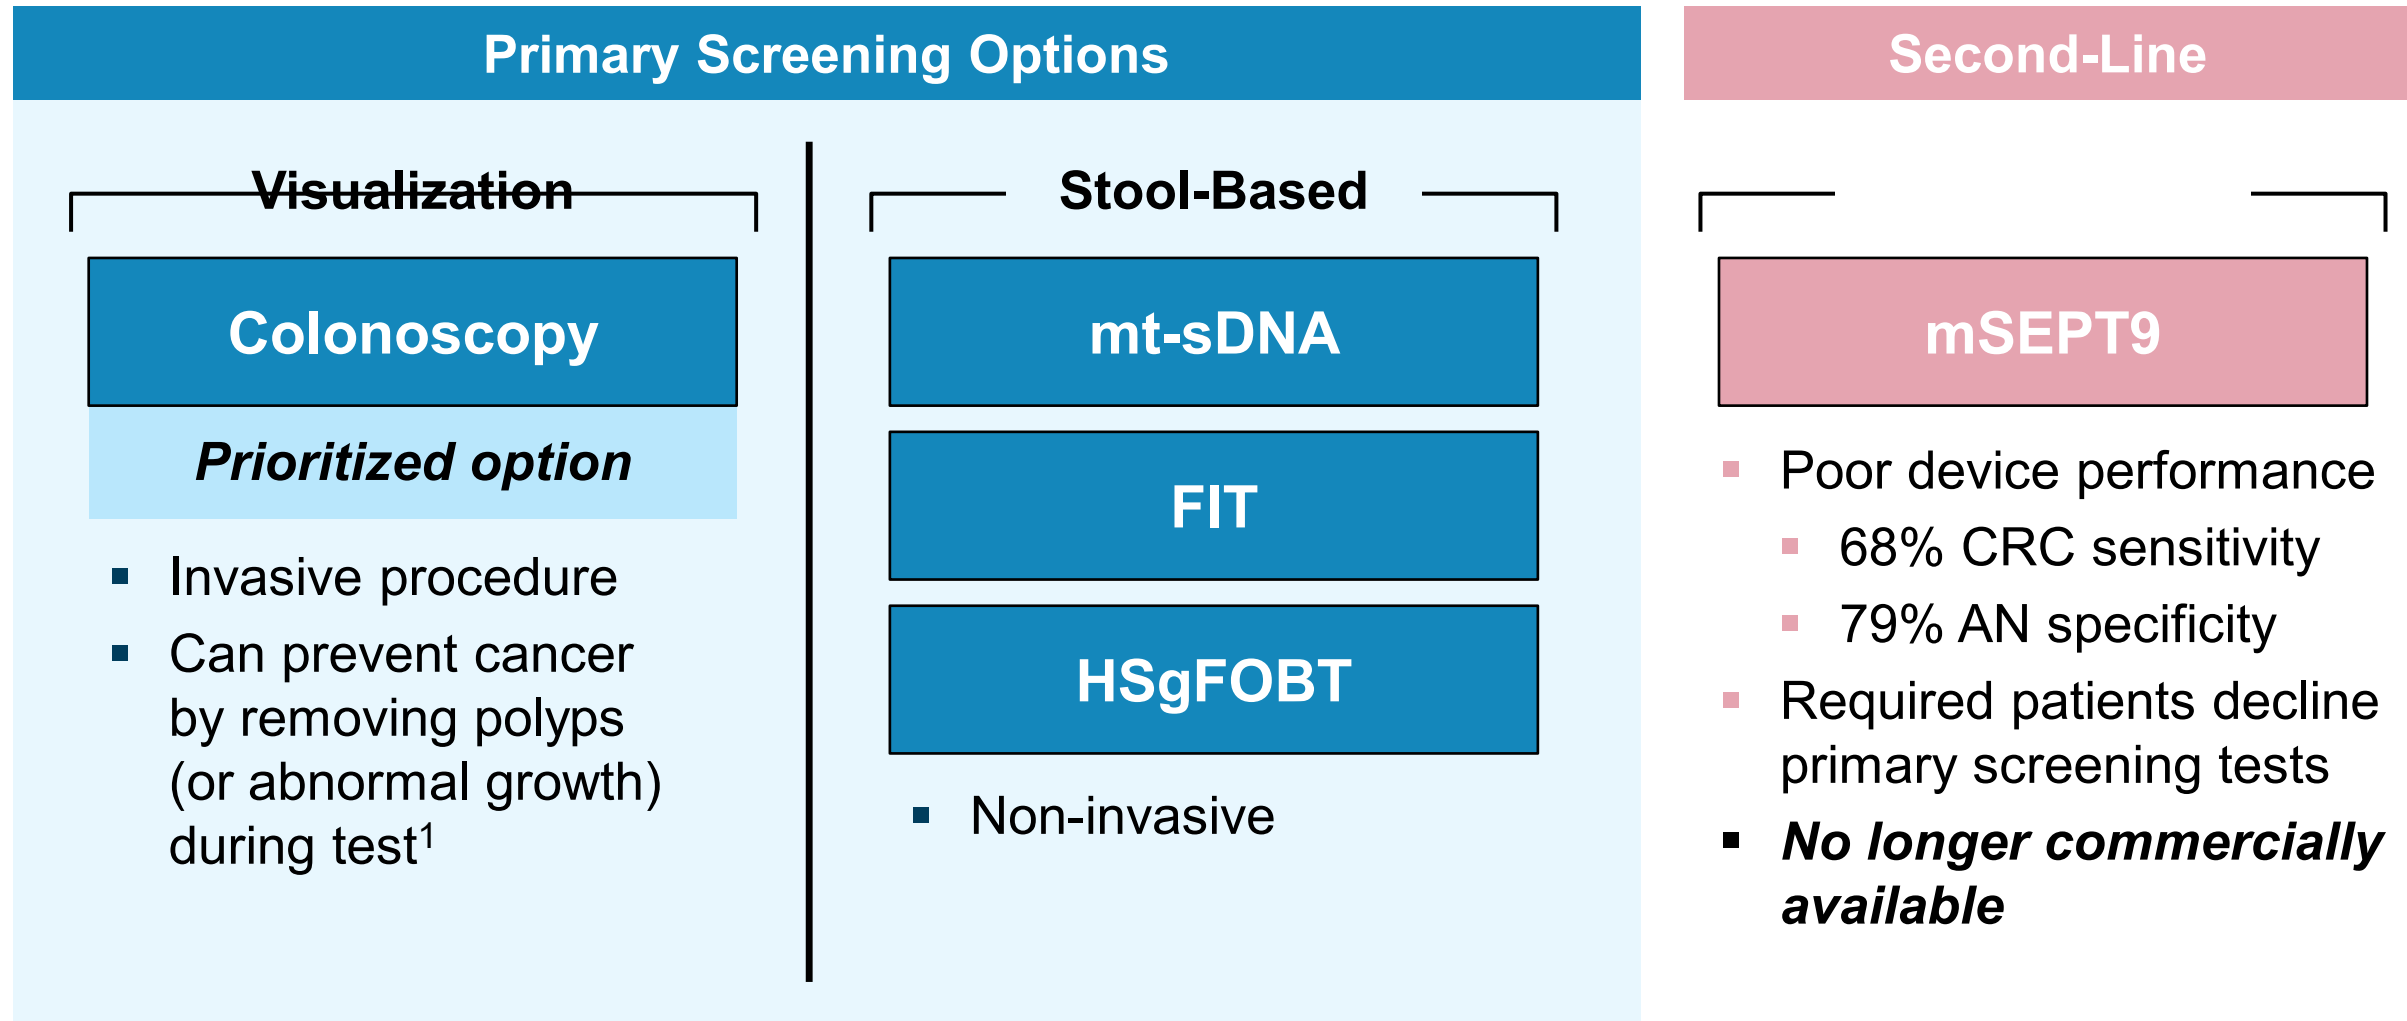 Primary Screening Options
Visualization
Colonoscopy
Prioritized option
▪ Invasive procedure
▪ Can prevent cancer
by removing polyps
(or abnormal growth)
during test¹
Stool-Based
mt-sDNA
FIT
HSgFOBT
▪ Non-invasive
Second-Line
mSEPT9
▪ Poor device performance
▪ 68% CRC sensitivity
▪ 79% AN specificity
▪ Required patients decline
primary screening tests
▪ No longer commercially
available